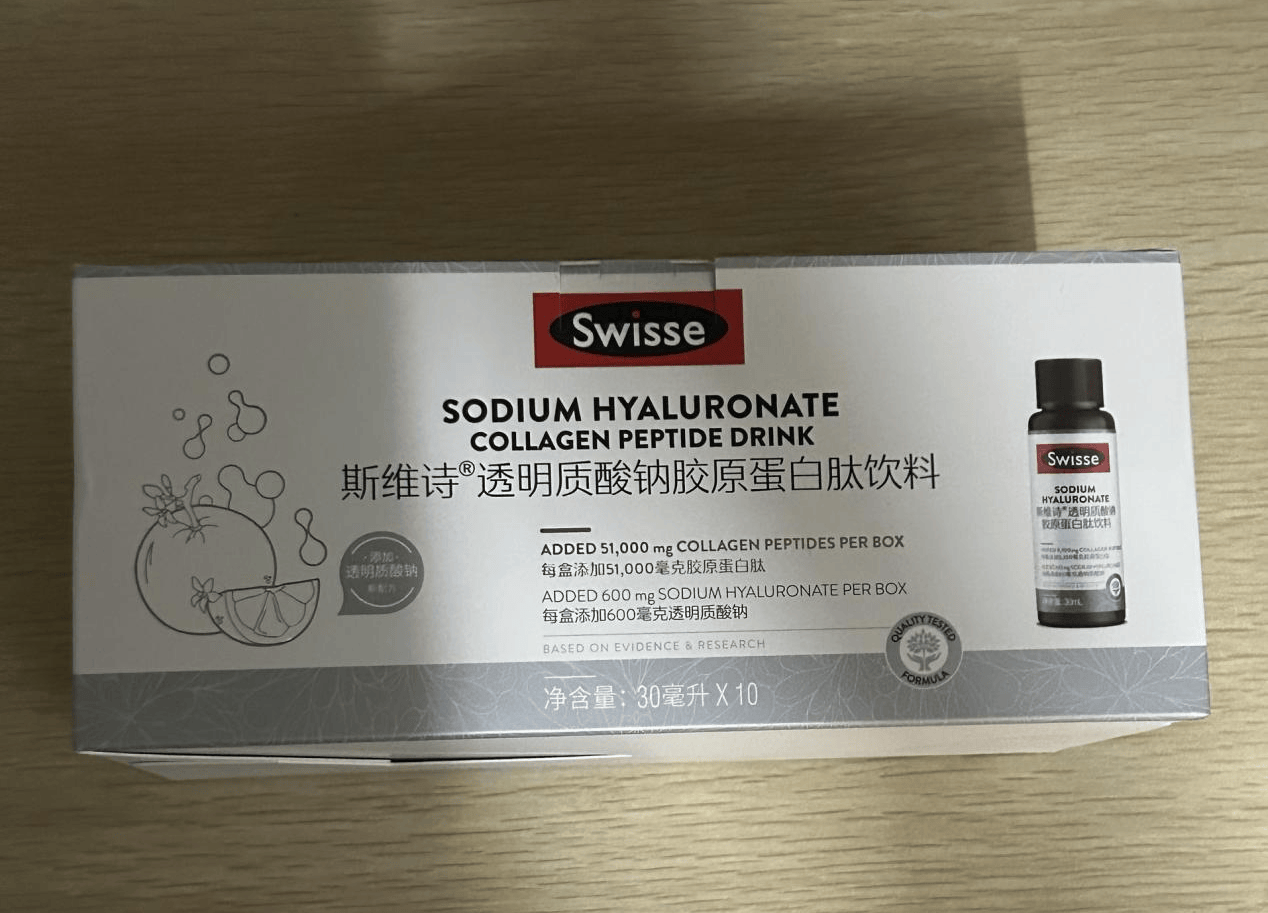 Swisse
SODIUM HYALURONATE
COLLAGEN PEPTIDE DRINK
斯维诗®透明质酸钠胶原蛋白肽饮料
ADDED 51,000 mg COLLAGEN PEPTIDES PER BOX
每盒添加51,000毫克胶原蛋白肽
ADDED 600 mg SODIUM HYALURONATE PER BOX
每盒添加600毫克透明质酸钠
BASED ON EVIDENCE & RESEARCH
净含量：30毫升 X 10
·添加·
透明质酸钠
QUALITY TESTED
FORMULA
Swisse
SODIUM
HYALURONATE
斯维诗®透明质酸钠
胶原蛋白肽饮料
30mL